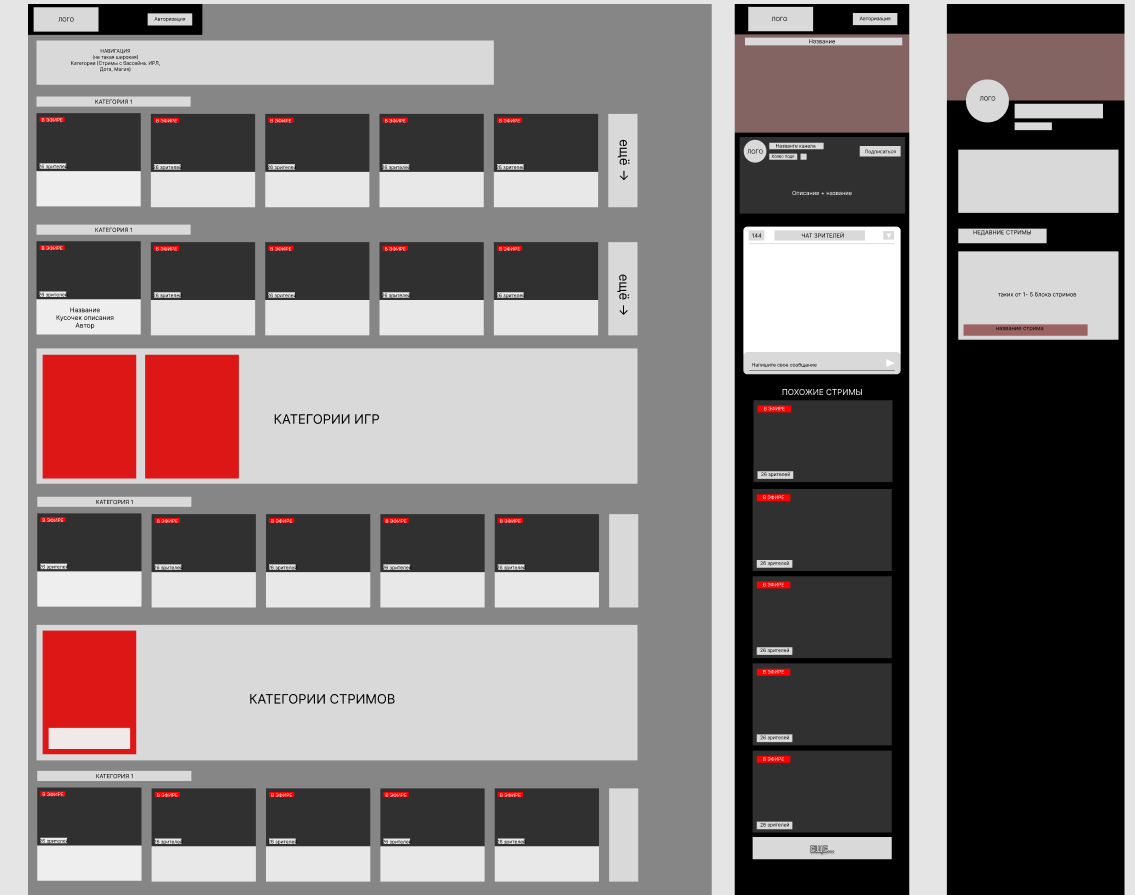 ЛОГО
Авторизация
НАВИГАЦИЯ
(не такая широкая)
Категории (Стримы с бассейна. ИРЛ,
Дота, Магия)
КАТЕГОРИЯ 1
В ЭФИРЕ
В ЭФИРЕ
В ЭФИРЕ
В ЭФИРЕ
В ЭФИРЕ
26 зрителей
26 зрителей
26 зрителей
26 зрителей
26 зрителей
ещё →
КАТЕГОРИЯ 1
В ЭФИРЕ
В ЭФИРЕ
В ЭФИРЕ
В ЭФИРЕ
В ЭФИРЕ
26 зрителей
26 зрителей
26 зрителей
26 зрителей
26 зрителей
Название
Кусочек описания
Автор
ещё →
КАТЕГОРИИ ИГР
КАТЕГОРИЯ 1
В ЭФИРЕ
В ЭФИРЕ
В ЭФИРЕ
В ЭФИРЕ
В ЭФИРЕ
26 зрителей
26 зрителей
26 зрителей
26 зрителей
26 зрителей
КАТЕГОРИИ СТРИМОВ
КАТЕГОРИЯ 1
В ЭФИРЕ
В ЭФИРЕ
В ЭФИРЕ
В ЭФИРЕ
В ЭФИРЕ
26 зрителей
26 зрителей
26 зрителей
26 зрителей
26 зрителей
ЛОГО
Авторизация
Название
ЛОГО
Название канала
Колво подп
Подписаться
Описание + название
144
ЧАТ ЗРИТЕЛЕЙ
Напишите свое сообщение
ПОХОЖИЕ СТРИМЫ
В ЭФИРЕ
26 зрителей
В ЭФИРЕ
26 зрителей
В ЭФИРЕ
26 зрителей
В ЭФИРЕ
26 зрителей
В ЭФИРЕ
26 зрителей
ЕЩЕ...
ЛОГО
НЕДАВНИЕ СТРИМЫ
таких от 1- 5 блока стримов
название стрима